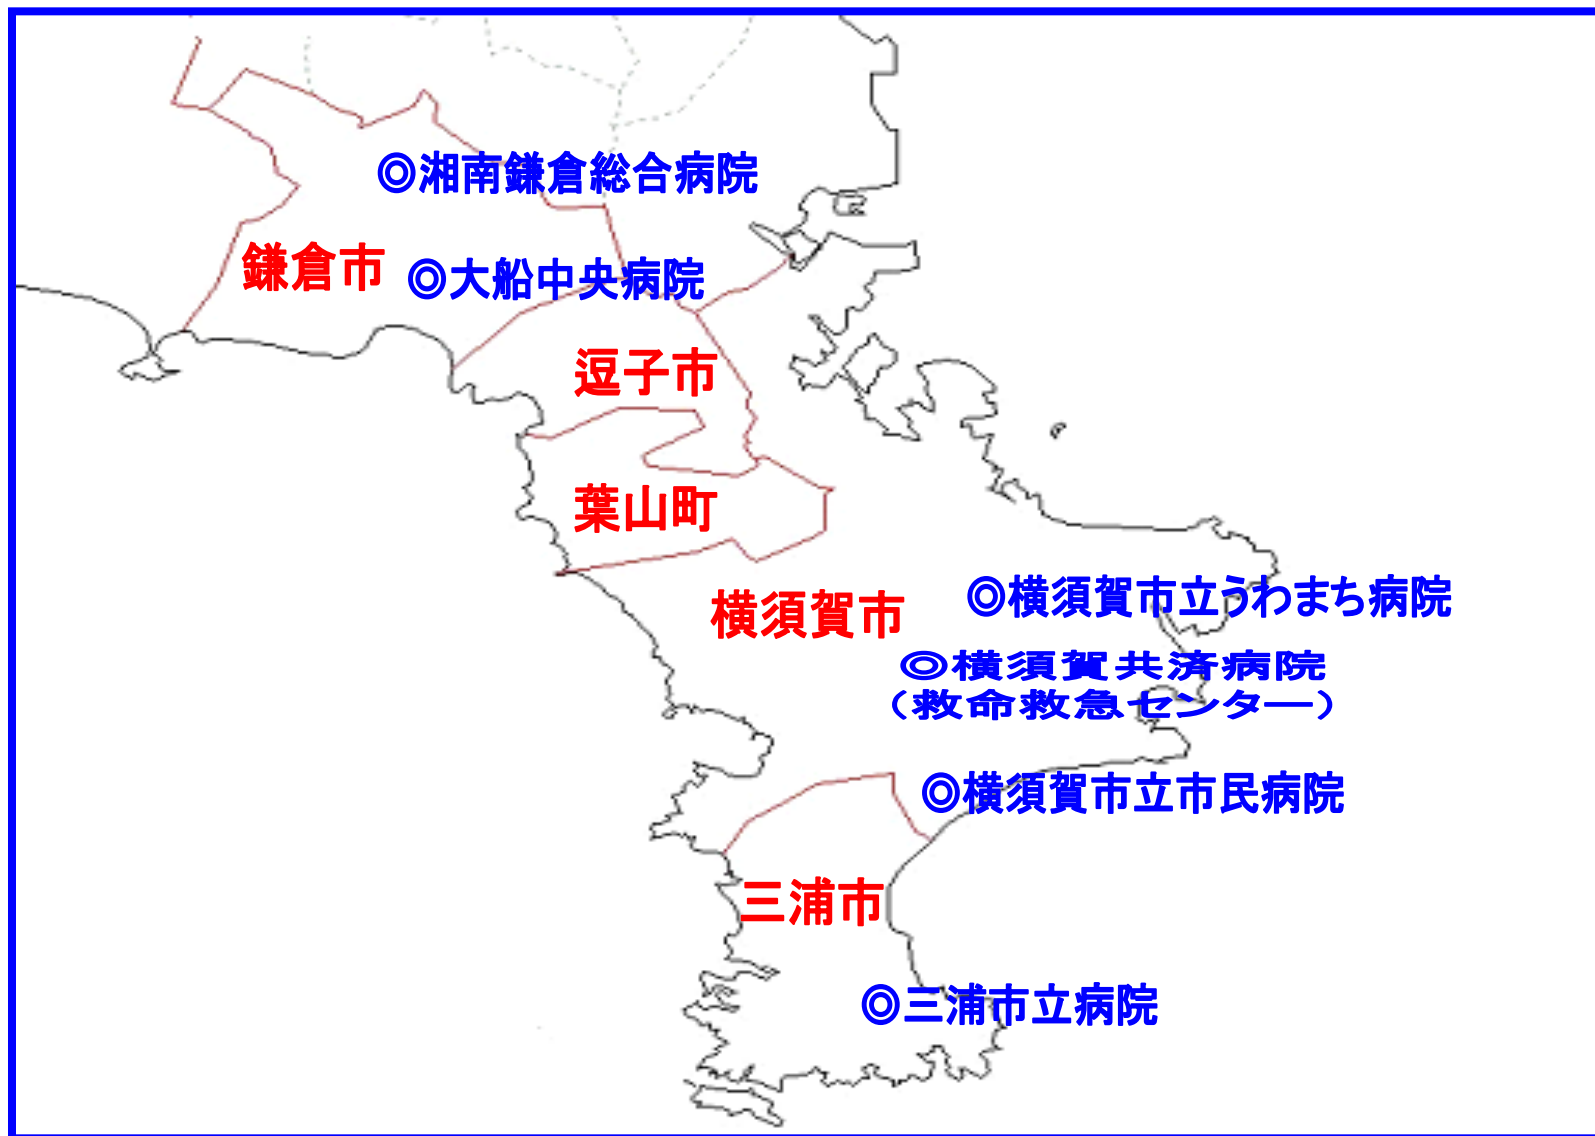 ◎湘南鎌倉総合病院
鎌倉市
◎大船中央病院
逗子市
葉山町
横須賀市
◎横須賀市立うわまち病院
◎横須賀共済病院
（救命救急センター）
◎横須賀市立市民病院
三浦市
◎三浦市立病院